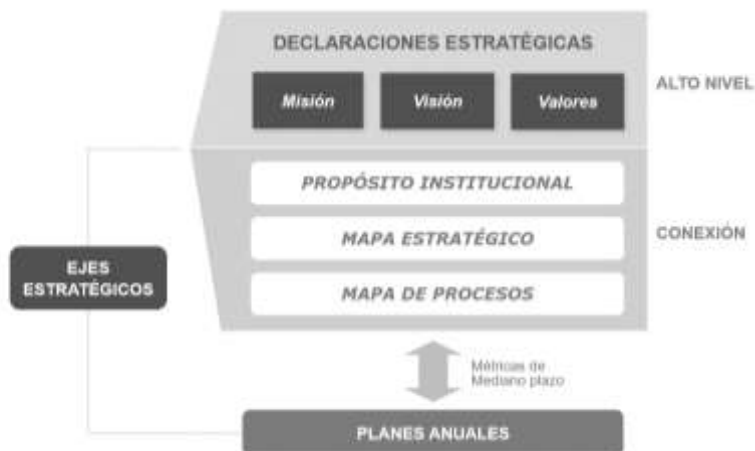 DECLARACIONES ESTRATÉGICAS
Misión
Visión
Valores
ALTO NIVEL
PROPÓSITO INSTITUCIONAL
MAPA ESTRATÉGICO
CONEXIÓN
EJES
ESTRATÉGICOS
MAPA DE PROCESOS
Métricas de
Mediano plazo
PLANES ANUALES